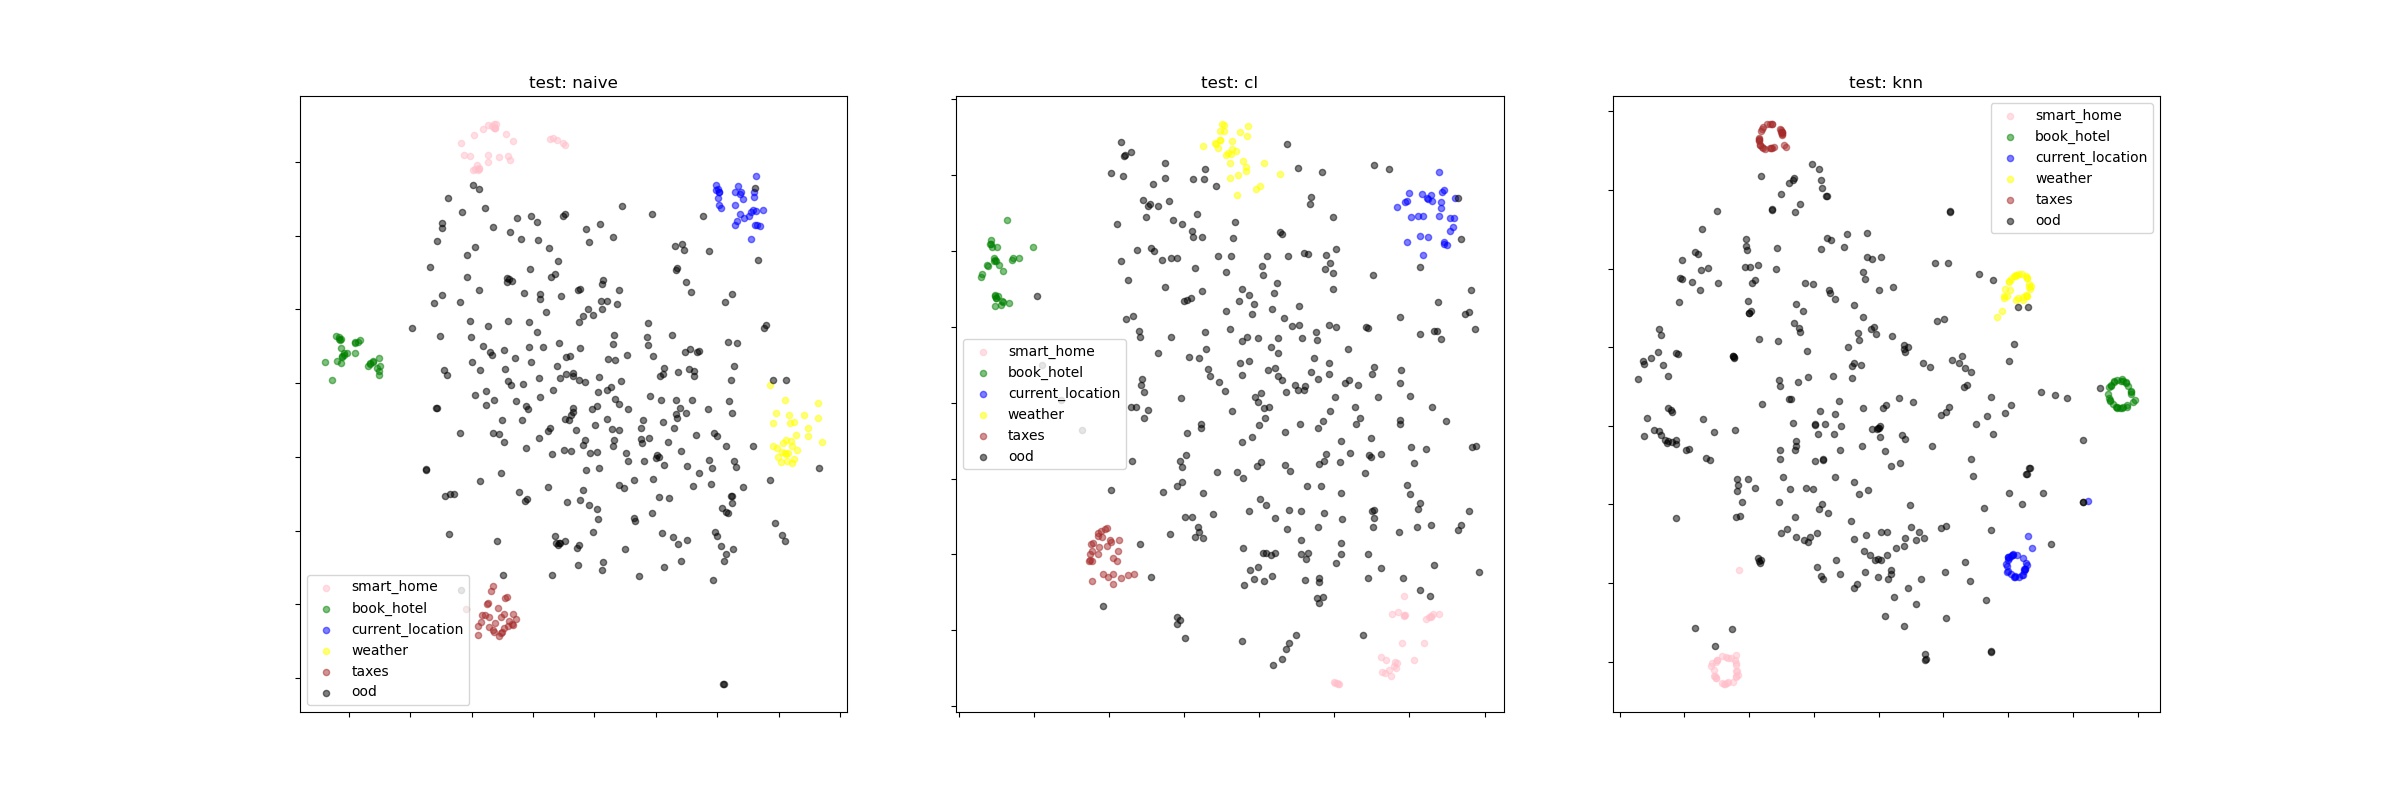 test: naive
smart_home
book_hotel
current_location
weather
taxes
ood
test: cl
smart_home
book_hotel
current_location
weather
taxes
ood
test: knn
smart_home
book_hotel
current_location
weather
taxes
ood